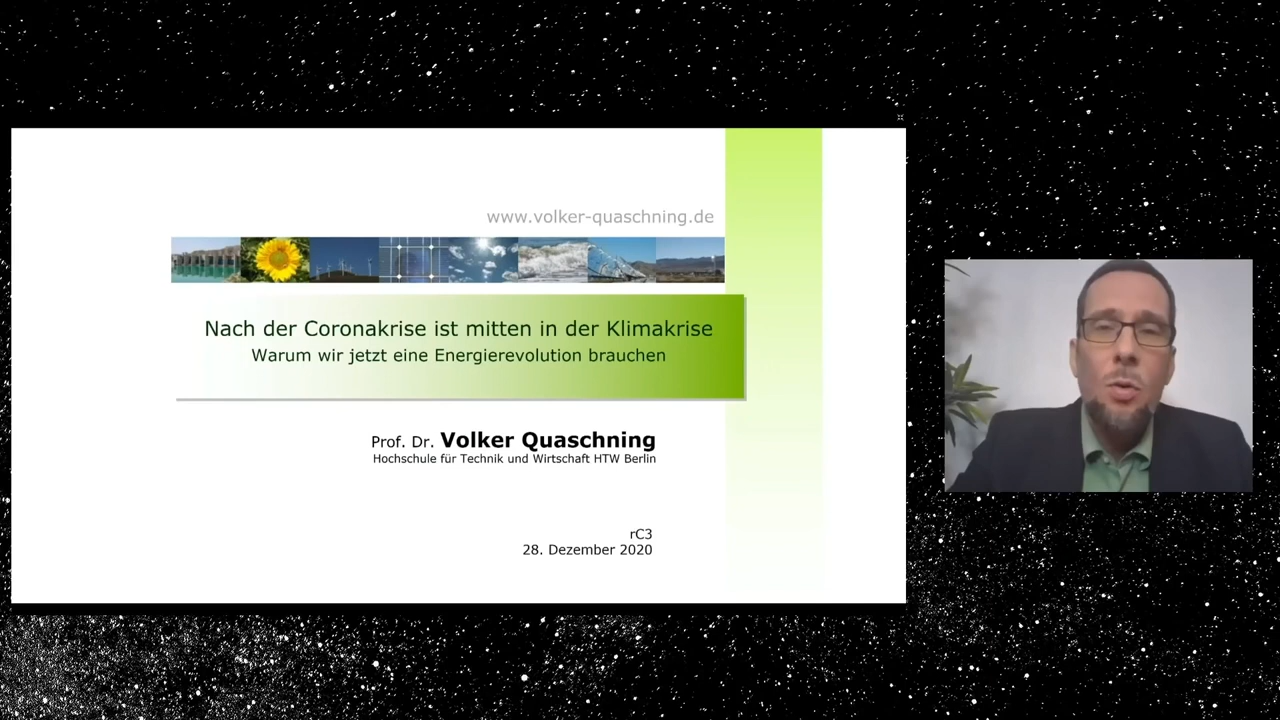 www.volker-quaschning.de
Nach der Coronakrise ist mitten in der Klimakrise
Warum wir jetzt eine Energierevolution brauchen
Prof. Dr. Volker Quaschning
Hochschule für Technik und Wirtschaft HTW Berlin
rC3
28. Dezember 2020